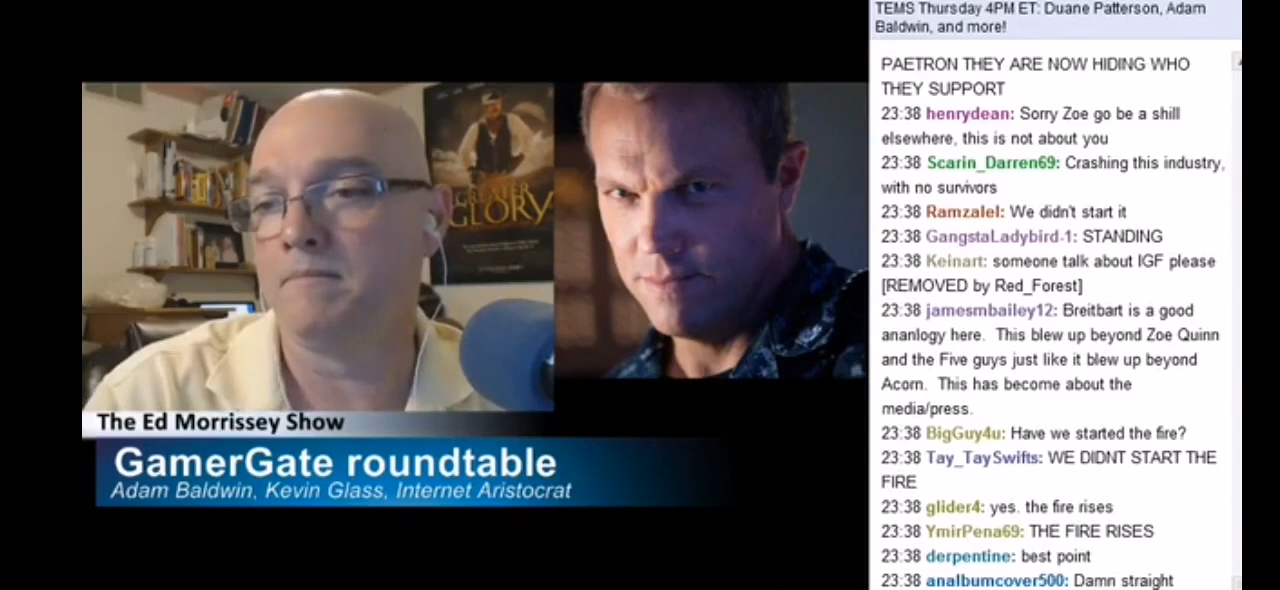 TEMS Thursday 4PM ET: Duane Patterson, Adam
Baldwin, and more!
PAETRON THEY ARE NOW HIDING WHO
THEY SUPPORT
23:38 henrydean: Sorry Zoe go be a shill
elsewhere, this is not about you
23:38 Scarin_Darren69: Crashing this industry,
with no survivors
23:38 Ramzalel: We didn't start it
23:38 GangstaLadybird-1: STANDING
23:38 Keinart: someone talk about IGF please
[REMOVED by Red_Forest]
23:38 jamesmbailey12: Breitbart is a good
ananlogy here. This blew up beyond Zoe Quinn
and the Five guys just like it blew up beyond
Acorn. This has become about the
media/press.
23:38 BigGuy4u: Have we started the fire?
23:38 Tay_TaySwifts: WE DIDNT START THE
FIRE
23:38 glider4: yes. the fire rises
23:38 YmirPena69: THE FIRE RISES
23:38 derpentine: best point
23:38 analbumcover500: Damn straight
GREATER
GLORY
The Ed Morrissey Show
GamerGate roundtable
Adam Baldwin, Kevin Glass, Internet Aristocrat